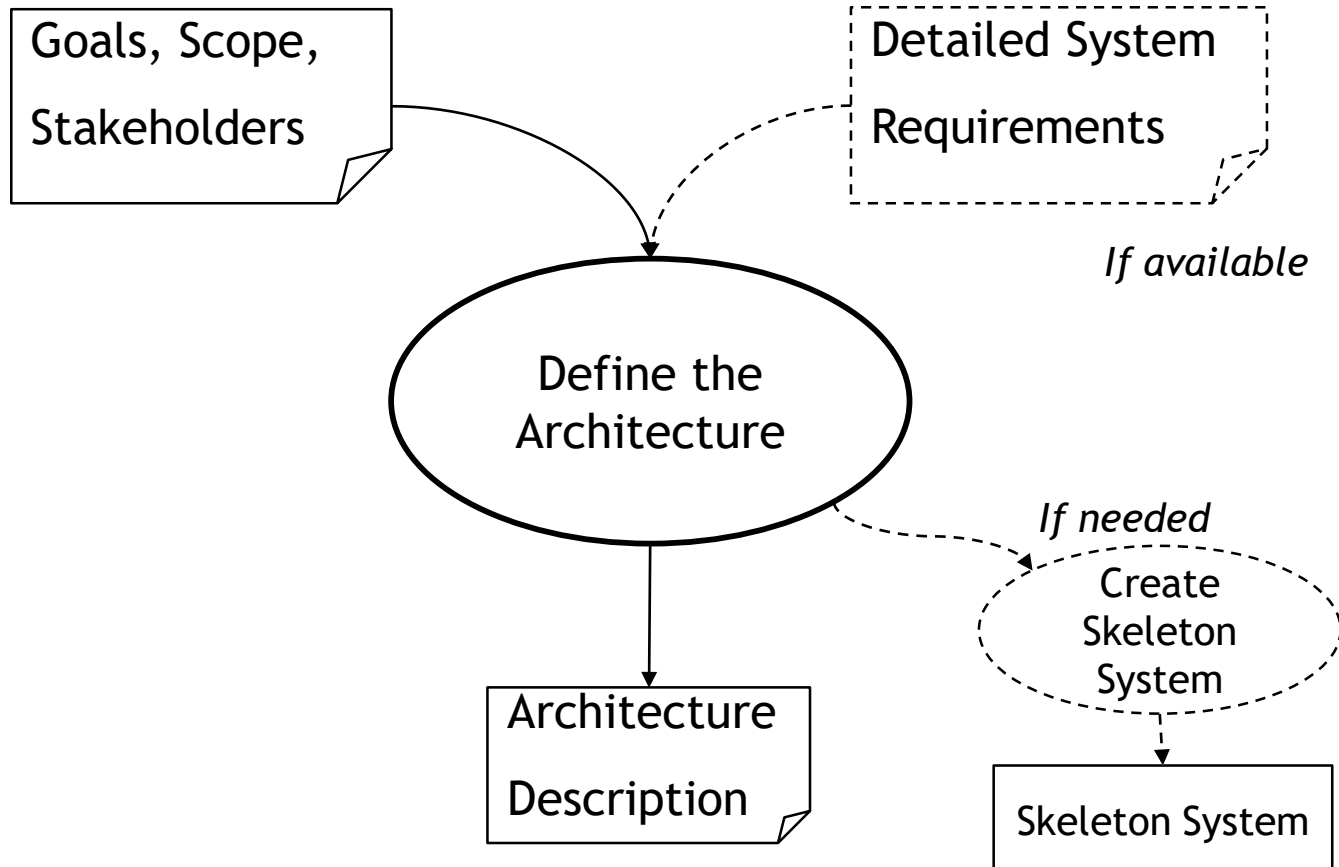 Goals, Scope,
Stakeholders
Detailed System
Requirements
If available
Define the
Architecture
If needed
Create
Skeleton
System
Architecture
Description
Skeleton System